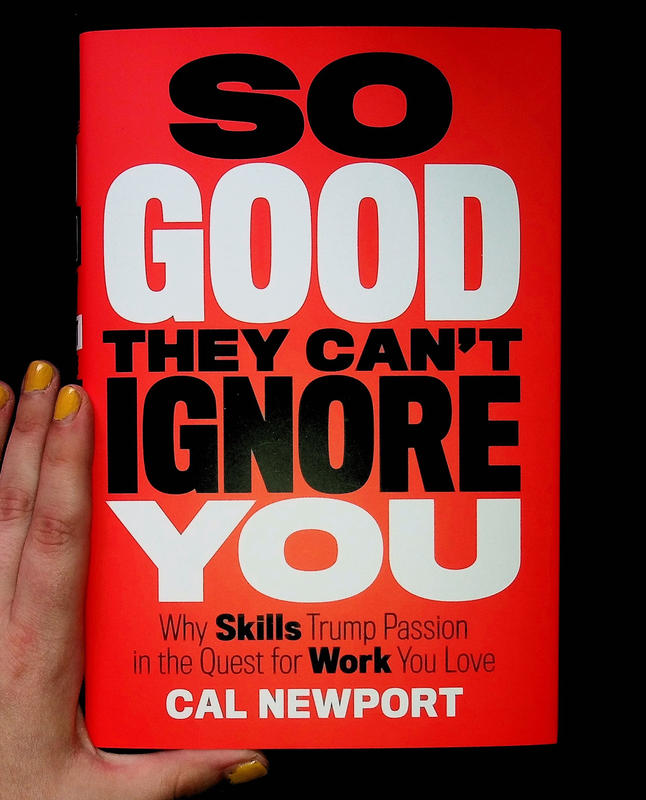 SO
GOOD
THEY CAN'T
IGNORE
YOU
Why Skills Trump Passion
in the Quest for Work You Love
CAL NEWPORT